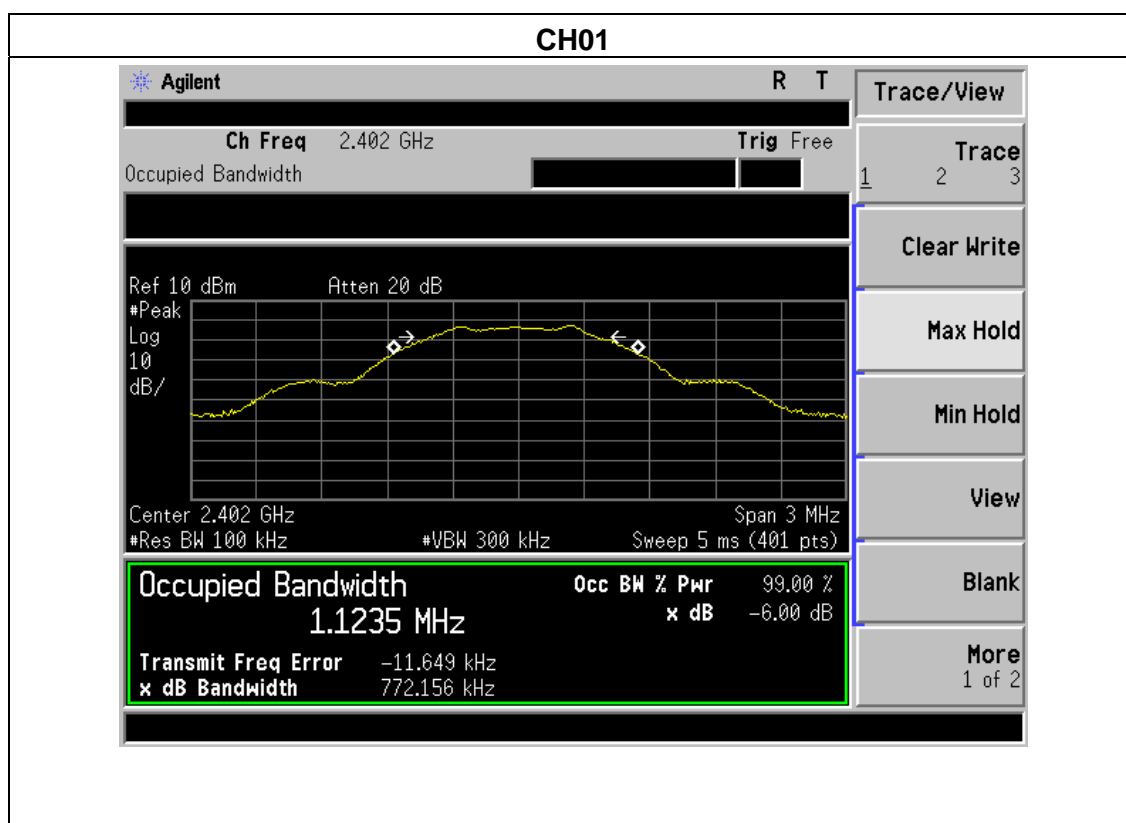 CH01
Agilent R T
Ch Freq 2.402 GHz Trig Free
Occupied Bandwidth
Ref 10 dBm Atten 20 dB
#Peak
Log
10
dB/
Center 2.402 GHz Span 3 MHz
#Res BW 100 kHz #VBW 300 kHz Sweep 5 ms (401 pts)
Occupied Bandwidth Occ BW % Pwr 99.00 %
1.1235 MHz x dB -6.00 dB
Transmit Freq Error -11.649 kHz
x dB Bandwidth 772.156 kHz
Trace/View
Trace
1 2 3
Clear Write
Max Hold
Min Hold
View
Blank
More
1 of 2